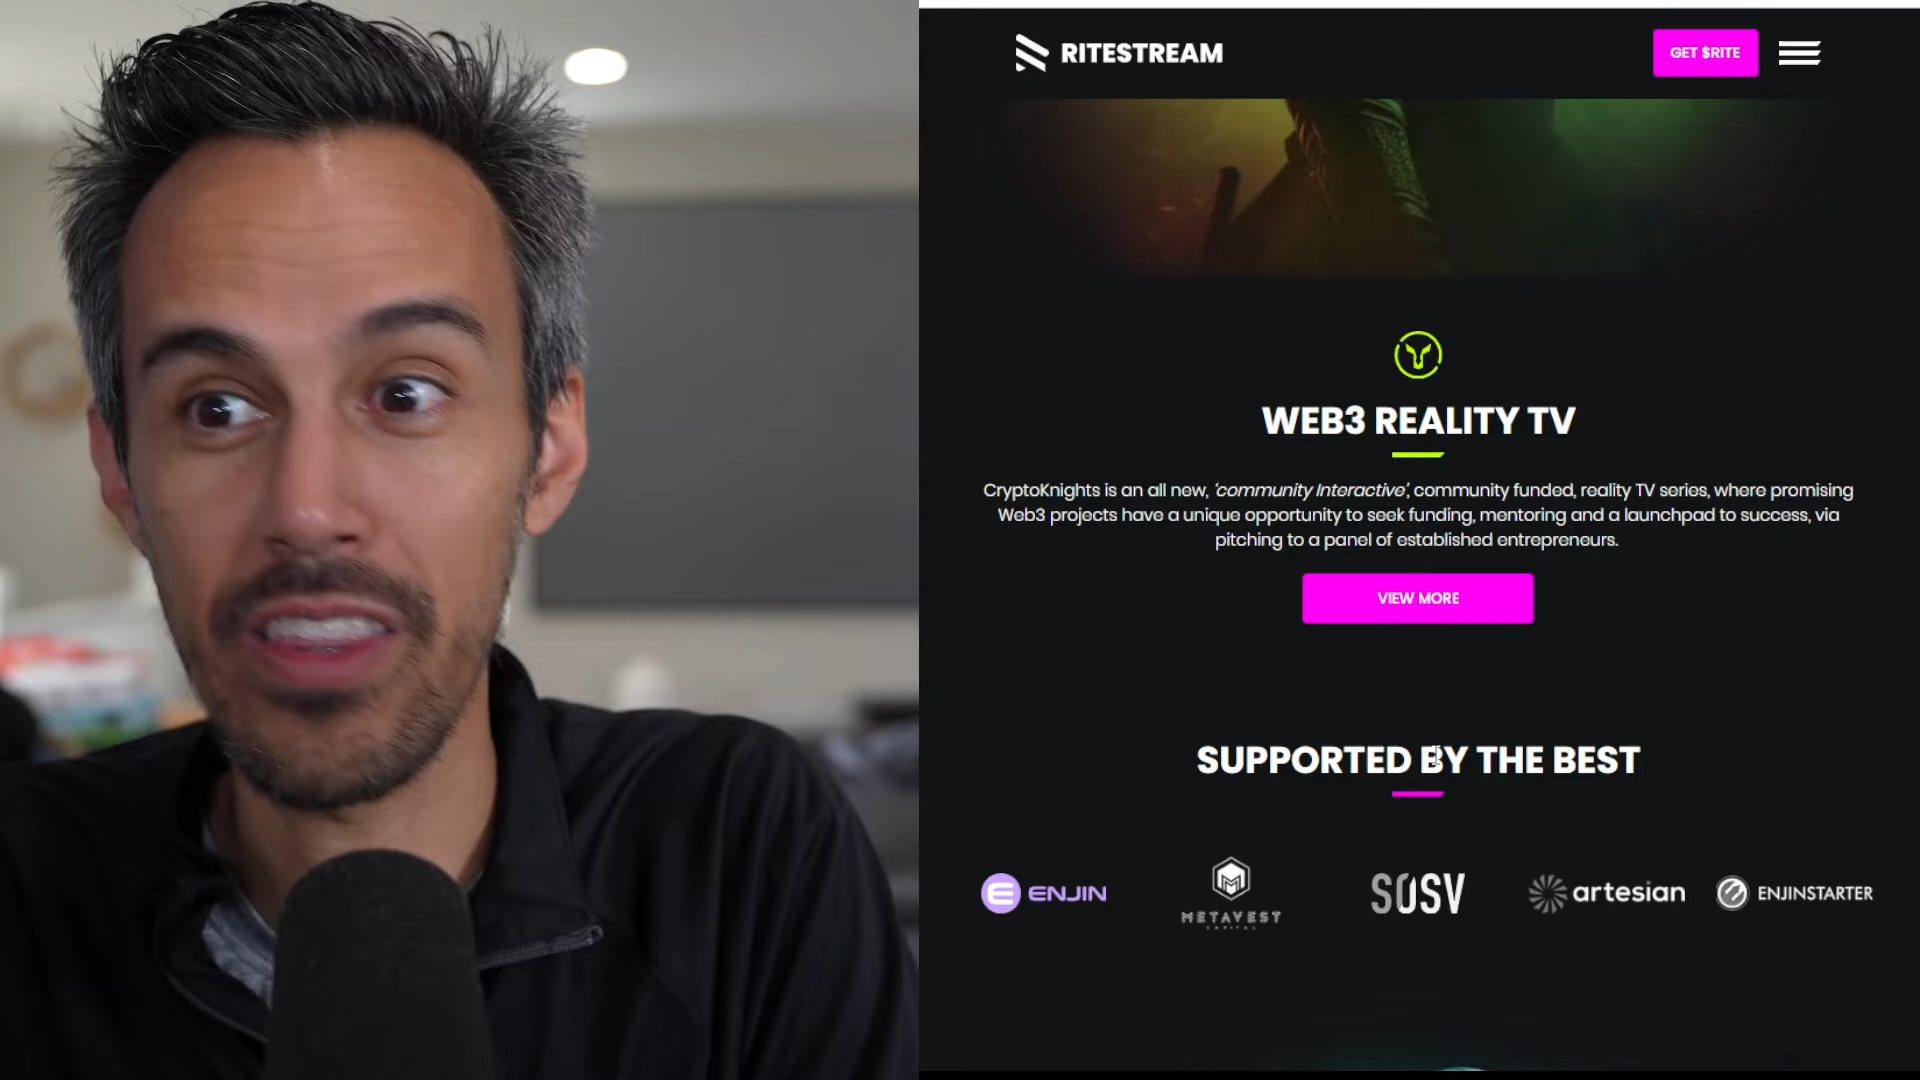 RITESTREAM
GET $RITE
WEB3 REALITY TV
CryptoKnights is an all new, 'community Interactive', community funded, reality TV series, where promising
Web3 projects have a unique opportunity to seek funding, mentoring and a launchpad to success, via
pitching to a panel of established entrepreneurs.
VIEW MORE
SUPPORTED BY THE BEST
ENJIN
METAVEST
CAPITAL
SOSV
artesian
ENJINSTARTER